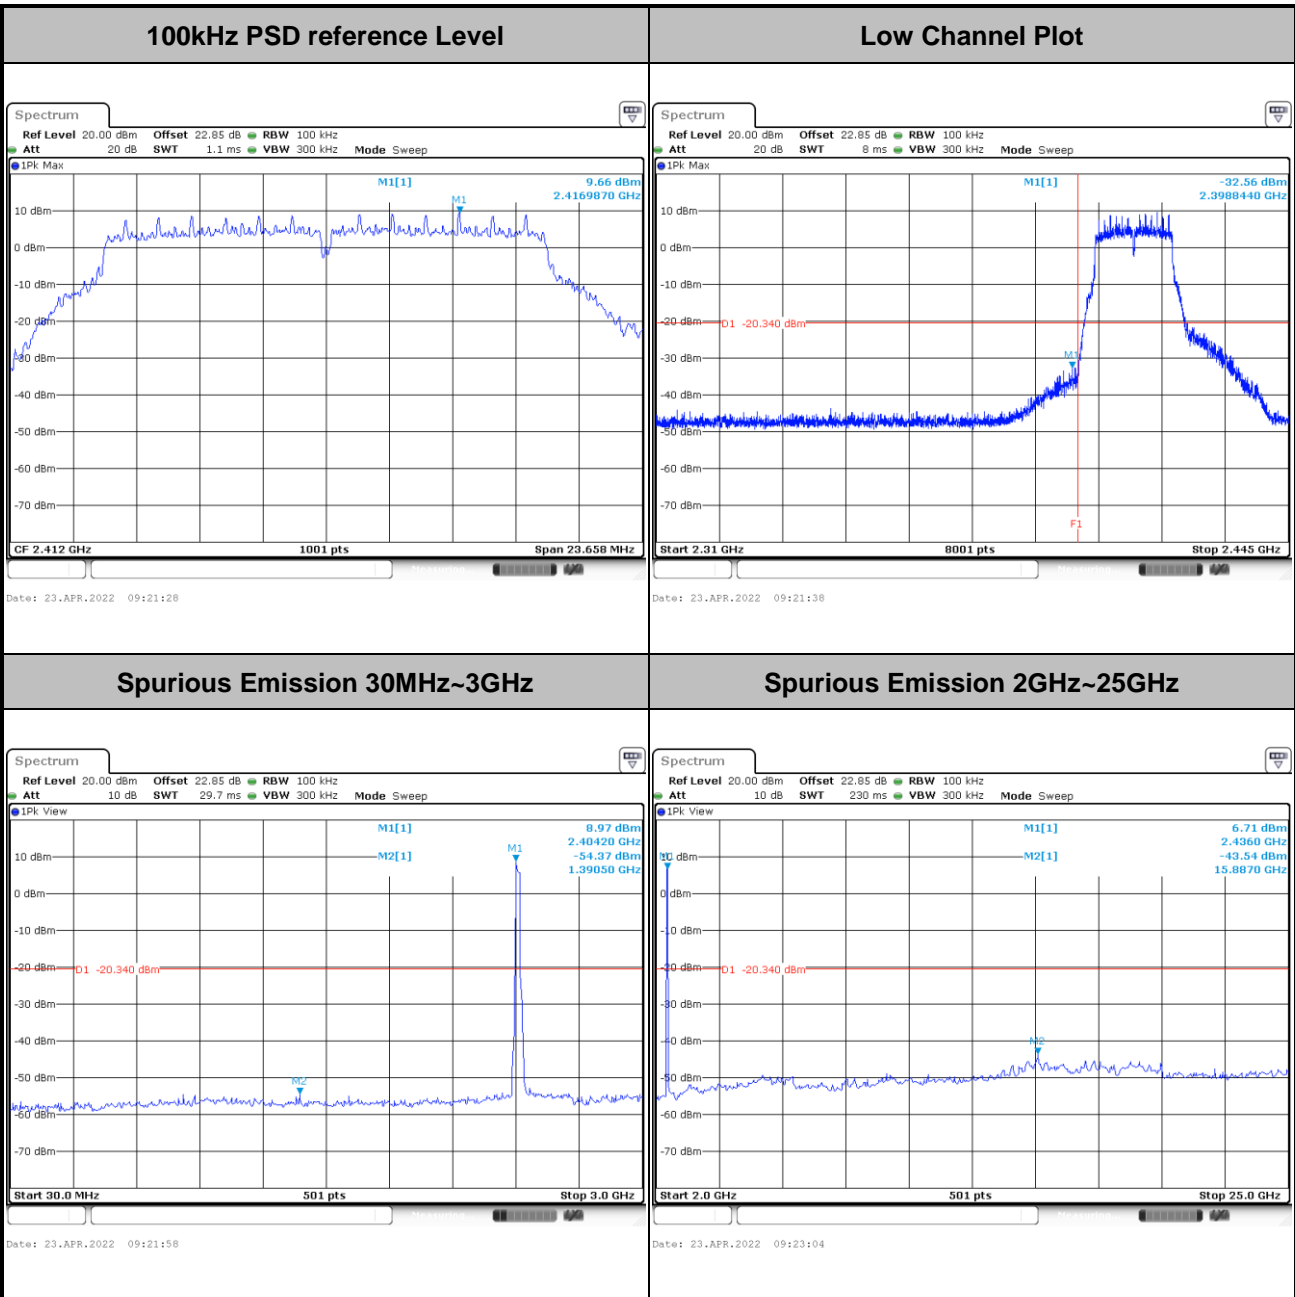 100kHz PSD reference Level
Low Channel Plot
Spectrum
Ref Level 20.00 dBm Offset 22.85 dB RBW 100 kHz
Att 20 dB SWT 1.1 ms VBW 300 kHz Mode Sweep
1Pk Max
M1[1] 9.66 dBm
2.4169870 GHz
M1
10 dBm
0 dBm
-10 dBm
-20 dBm
-30 dBm
-40 dBm
-50 dBm
-60 dBm
-70 dBm
CF 2.412 GHz 1001 pts Span 23.658 MHz
Measuring
Date: 23.APR.2022 09:21:28
Spectrum
Ref Level 20.00 dBm Offset 22.85 dB RBW 100 kHz
Att 20 dB SWT 8 ms VBW 300 kHz Mode Sweep
1Pk Max
M1[1] -32.56 dBm
2.3988440 GHz
10 dBm
0 dBm
-10 dBm
-20 dBm
D1 -20.340 dBm
-30 dBm
M1
-40 dBm
-50 dBm
-60 dBm
-70 dBm
F1
Start 2.31 GHz 8001 pts Stop 2.445 GHz
Measuring
Date: 23.APR.2022 09:21:38
Spurious Emission 30MHz~3GHz
Spurious Emission 2GHz~25GHz
Spectrum
Ref Level 20.00 dBm Offset 22.85 dB RBW 100 kHz
Att 10 dB SWT 29.7 ms VBW 300 kHz Mode Sweep
1Pk View
M1[1] 8.97 dBm
2.40420 GHz
M1
10 dBm
M2[1] -54.37 dBm
1.39050 GHz
0 dBm
-10 dBm
-20 dBm
D1 -20.340 dBm
-30 dBm
-40 dBm
-50 dBm
M2
-60 dBm
-70 dBm
Start 30.0 MHz 501 pts Stop 3.0 GHz
Measuring
Date: 23.APR.2022 09:21:58
Spectrum
Ref Level 20.00 dBm Offset 22.85 dB RBW 100 kHz
Att 10 dB SWT 230 ms VBW 300 kHz Mode Sweep
1Pk View
M1[1] 6.71 dBm
2.4360 GHz
M1
10 dBm
M2[1] -43.54 dBm
15.8870 GHz
0 dBm
-10 dBm
-20 dBm
D1 -20.340 dBm
-30 dBm
-40 dBm
M2
-50 dBm
-60 dBm
-70 dBm
Start 2.0 GHz 501 pts Stop 25.0 GHz
Measuring
Date: 23.APR.2022 09:23:04